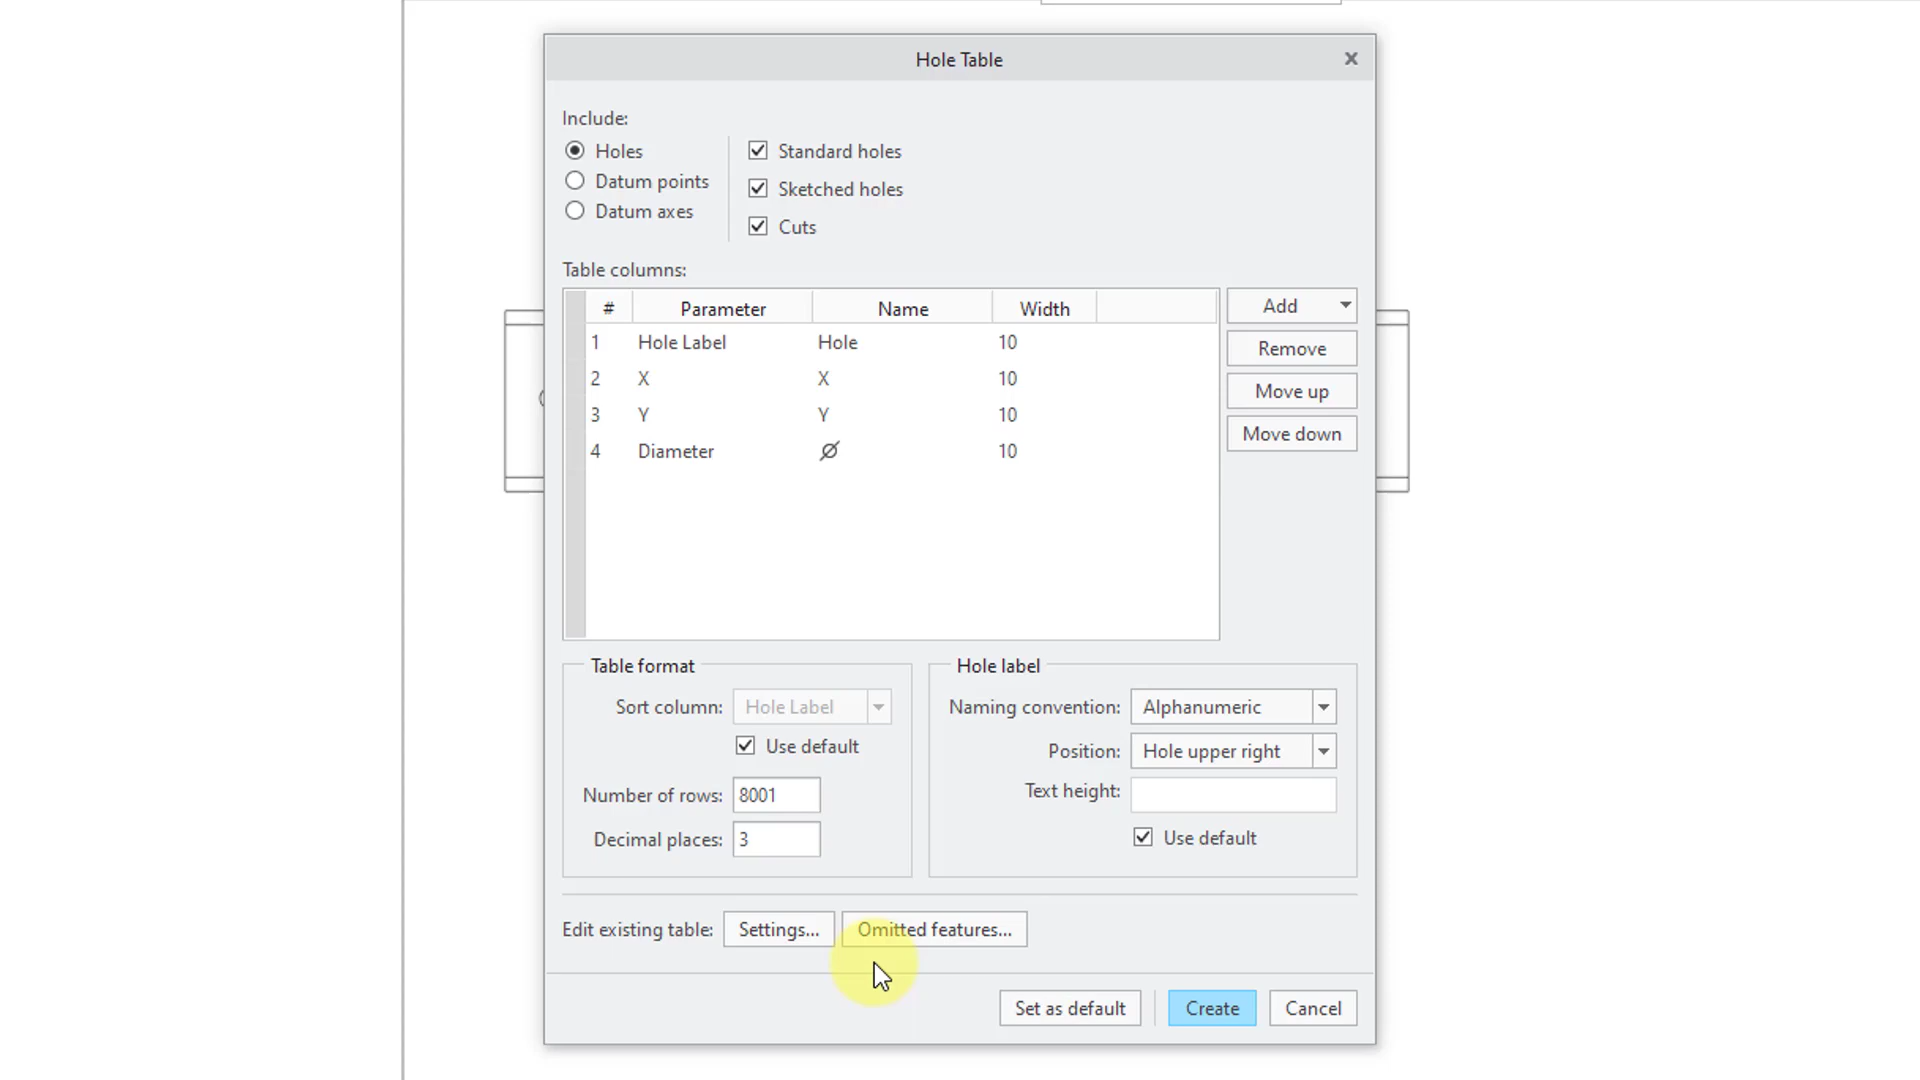 Hole Table
Include:
Holes
Datum points
Datum axes
Standard holes
Sketched holes
Cuts
Table columns:
# Parameter Name Width
1 Hole Label Hole 10
2 X X 10
3 Y Y 10
4 Diameter ∅ 10
Add
Remove
Move up
Move down
Table format
Sort column: Hole Label
Use default
Number of rows: 8001
Decimal places: 3
Hole label
Naming convention: Alphanumeric
Position: Hole upper right
Text height:
Use default
Edit existing table: Settings... Omitted features...
Set as default Create Cancel